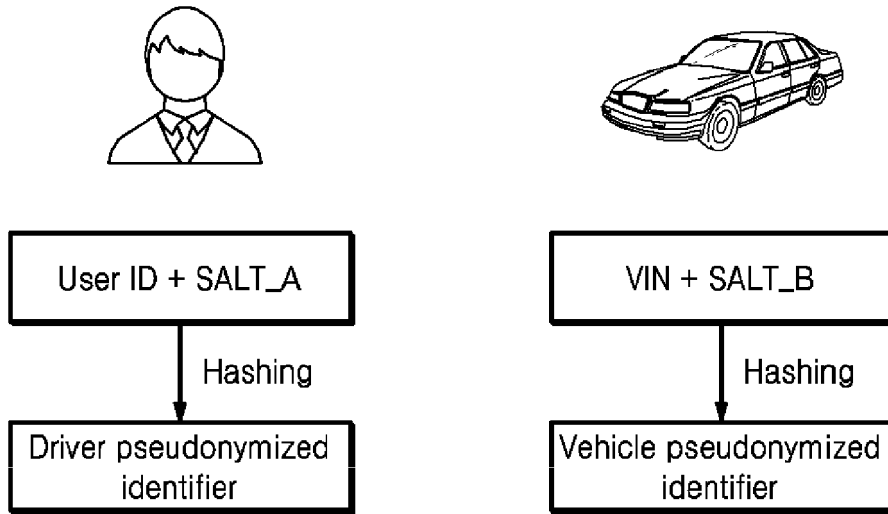 User ID + SALT_A
Hashing
Driver pseudonymized
identifier
VIN + SALT_B
Hashing
Vehicle pseudonymized
identifier